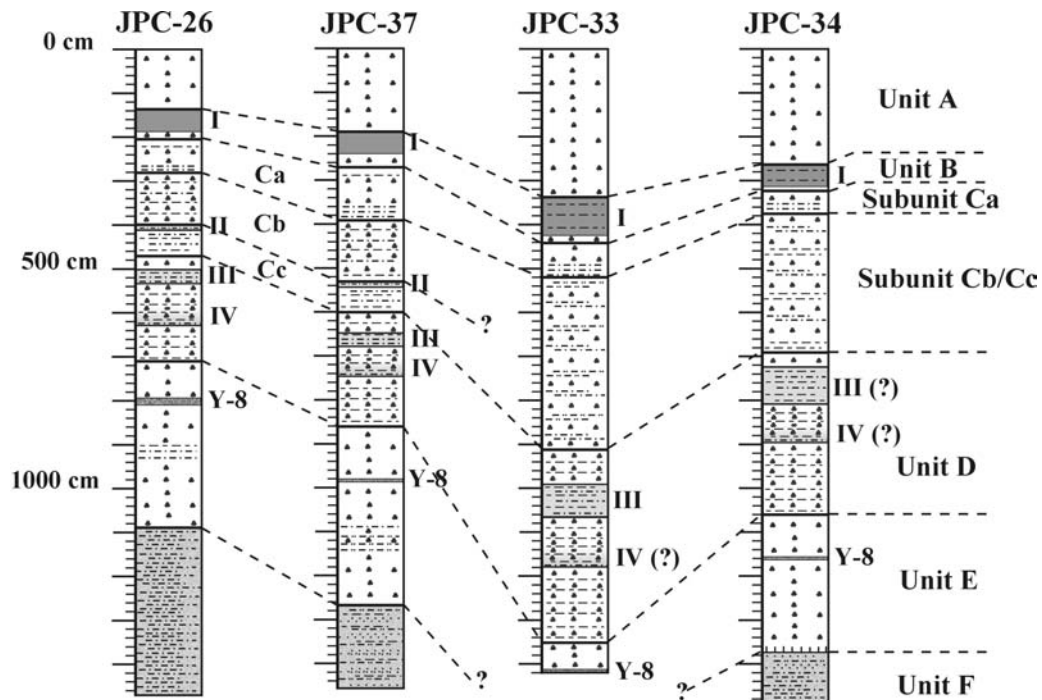 JPC-26 JPC-37 JPC-33 JPC-34
0 cm
Unit A
I I I I Unit B
Ca Subunit Ca
II Cb II
500 cm Cc Subunit Cb/Cc
III ?
IV III
IV III (?)
Y-8 IV (?)
Y-8 Unit D
1000 cm III
IV (?)
Y-8 Unit E
? Y-8 ? Unit F